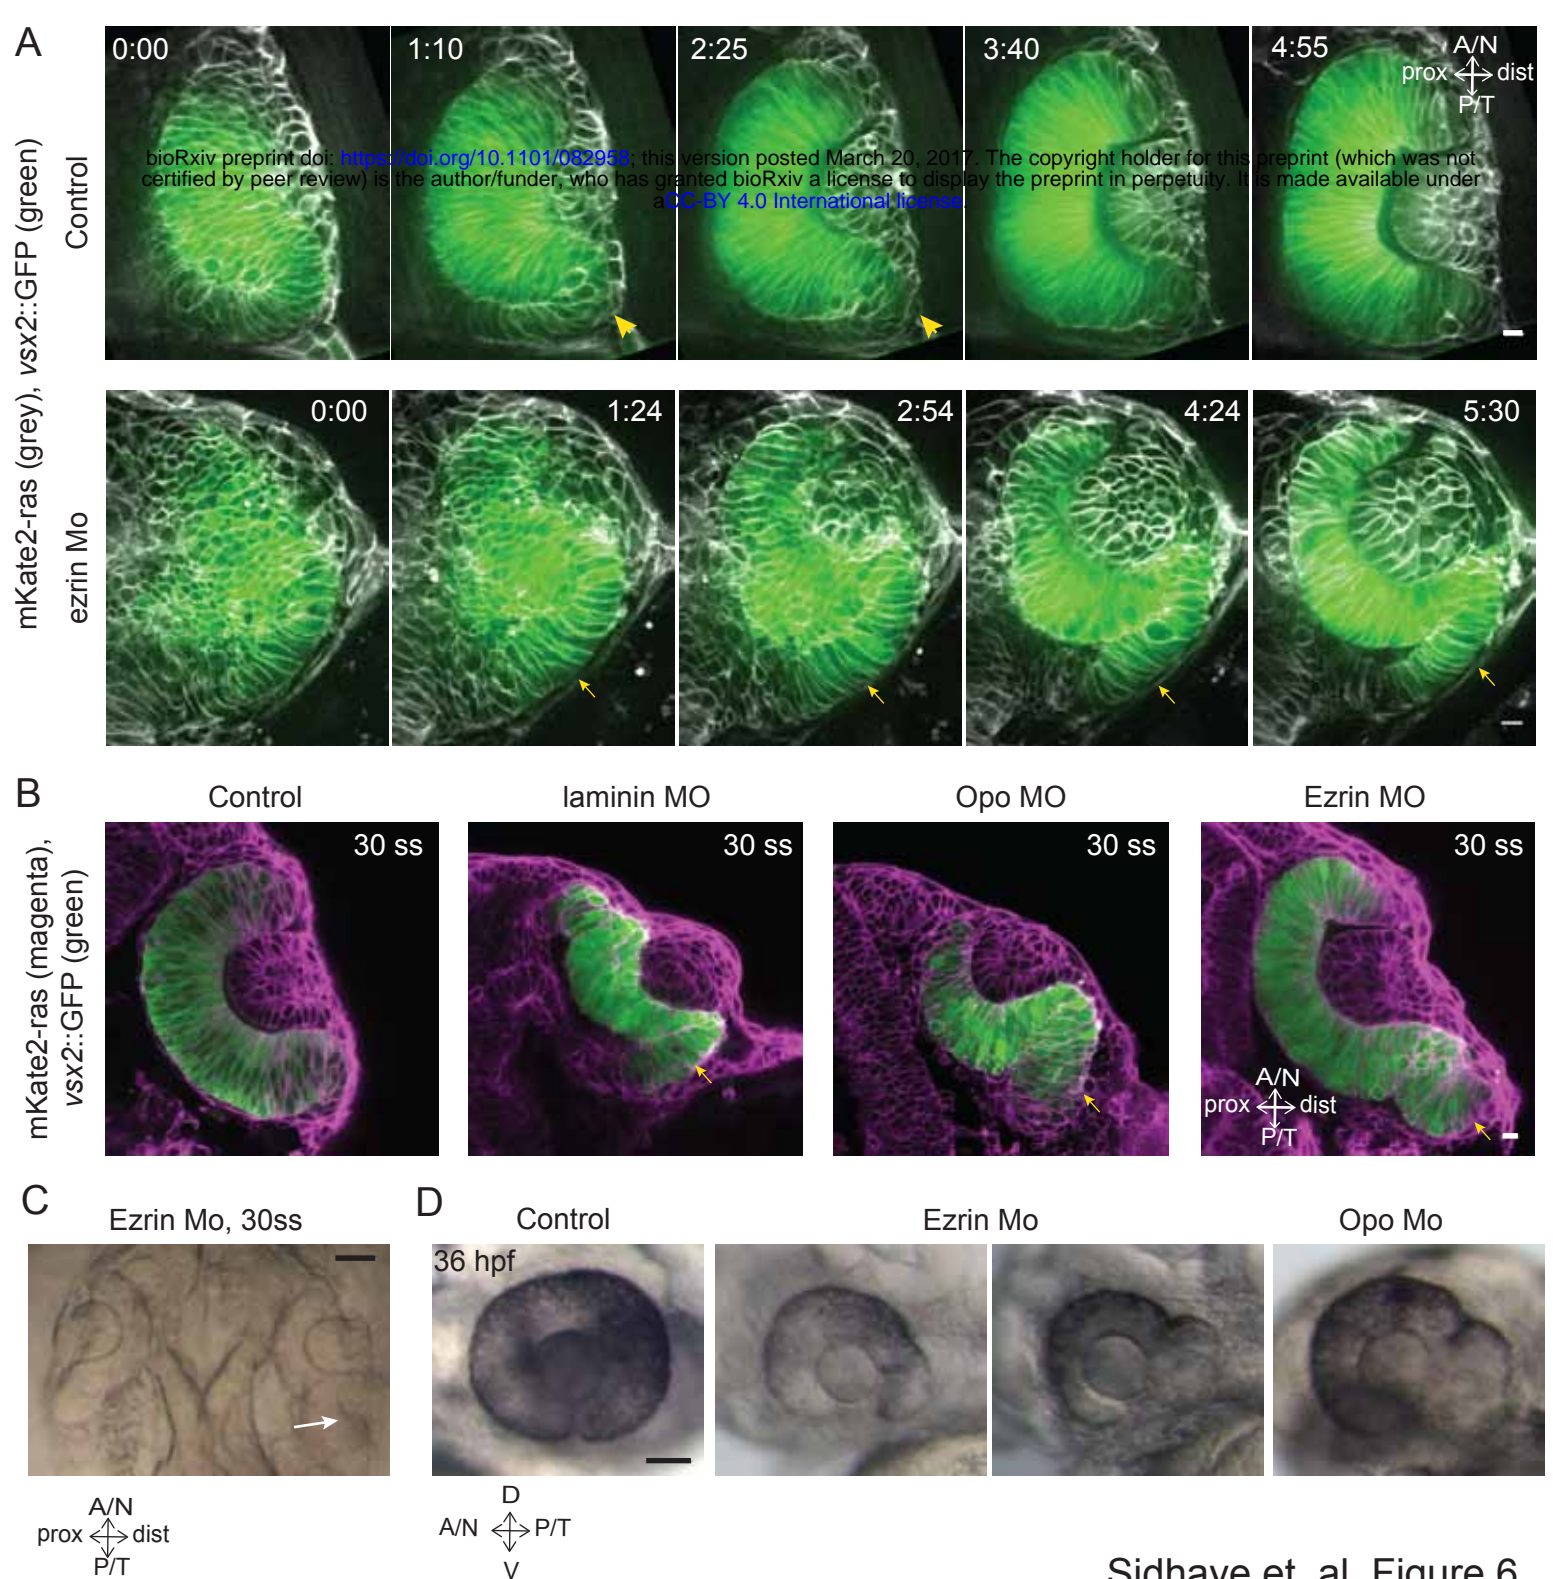 A
0:00
1:10
2:25
3:40
4:55
A/N
prox
dist
P/T
mKate2-ras (grey), vsx2::GFP (green)
Control
bioRxiv preprint doi: https://doi.org/10.1101/082958; this version posted March 20, 2017. The copyright holder for this preprint (which was not
certified by peer review) is the author/funder, who has granted bioRxiv a license to display the preprint in perpetuity. It is made available under
aCC-BY 4.0 International license.
ezrin Mo
0:00
1:24
2:54
4:24
5:30
B
Control
laminin MO
Opo MO
Ezrin MO
mKate2-ras (magenta),
vsx2::GFP (green)
30 ss
30 ss
30 ss
30 ss
A/N
prox
dist
P/T
C
Ezrin Mo, 30ss
A/N
prox
dist
P/T
D
Control
Ezrin Mo
Opo Mo
36 hpf
D
A/N
P/T
V
Sidhaye et. al. Figure 6